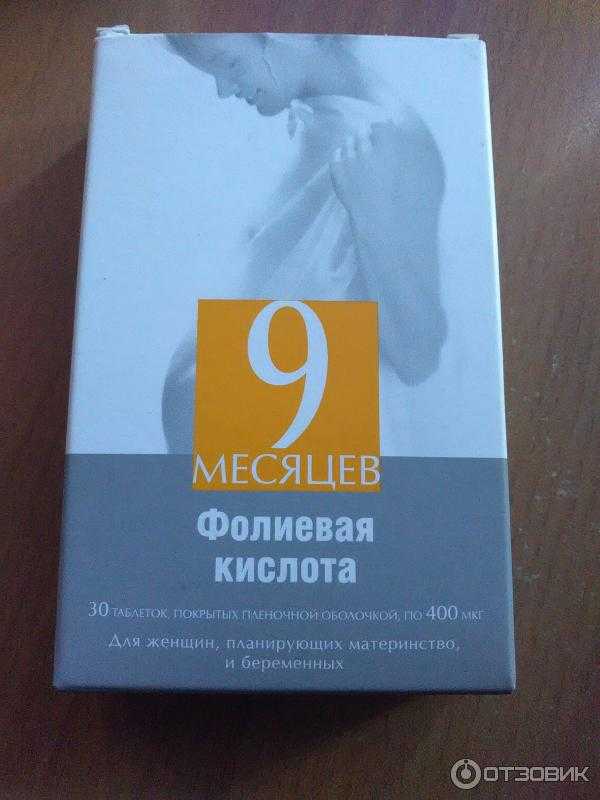 9
МЕСЯЦЕВ
Фолиевая
кислота
30 ТАБЛЕТОК, ПОКРЫТЫХ ПЛЕНОЧНОЙ ОБОЛОЧКОЙ, ПО 400 МКГ
Для женщин, планирующих материнство,
и беременных
ОТЗОВИК